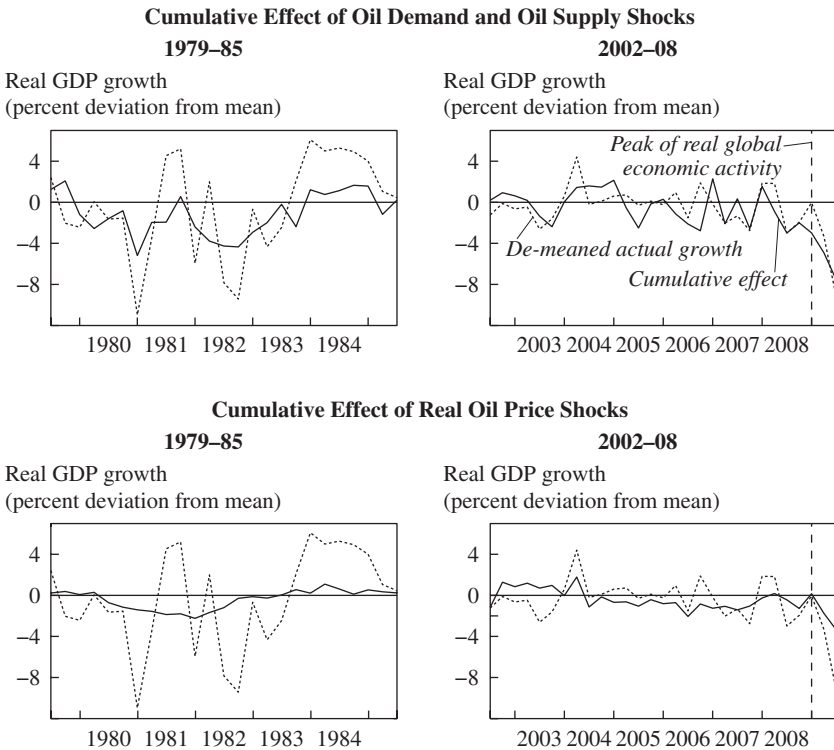 Cumulative Effect of Oil Demand and Oil Supply Shocks
1979–85
2002–08
Real GDP growth
(percent deviation from mean)
Real GDP growth
(percent deviation from mean)
4
0
−4
−8
1980 1981 1982 1983 1984
4
0
−4
−8
Peak of real global
economic activity
De-meaned actual growth
Cumulative effect
2003 2004 2005 2006 2007 2008
Cumulative Effect of Real Oil Price Shocks
1979–85
2002–08
Real GDP growth
(percent deviation from mean)
Real GDP growth
(percent deviation from mean)
4
0
−4
−8
1980 1981 1982 1983 1984
4
0
−4
−8
2003 2004 2005 2006 2007 2008